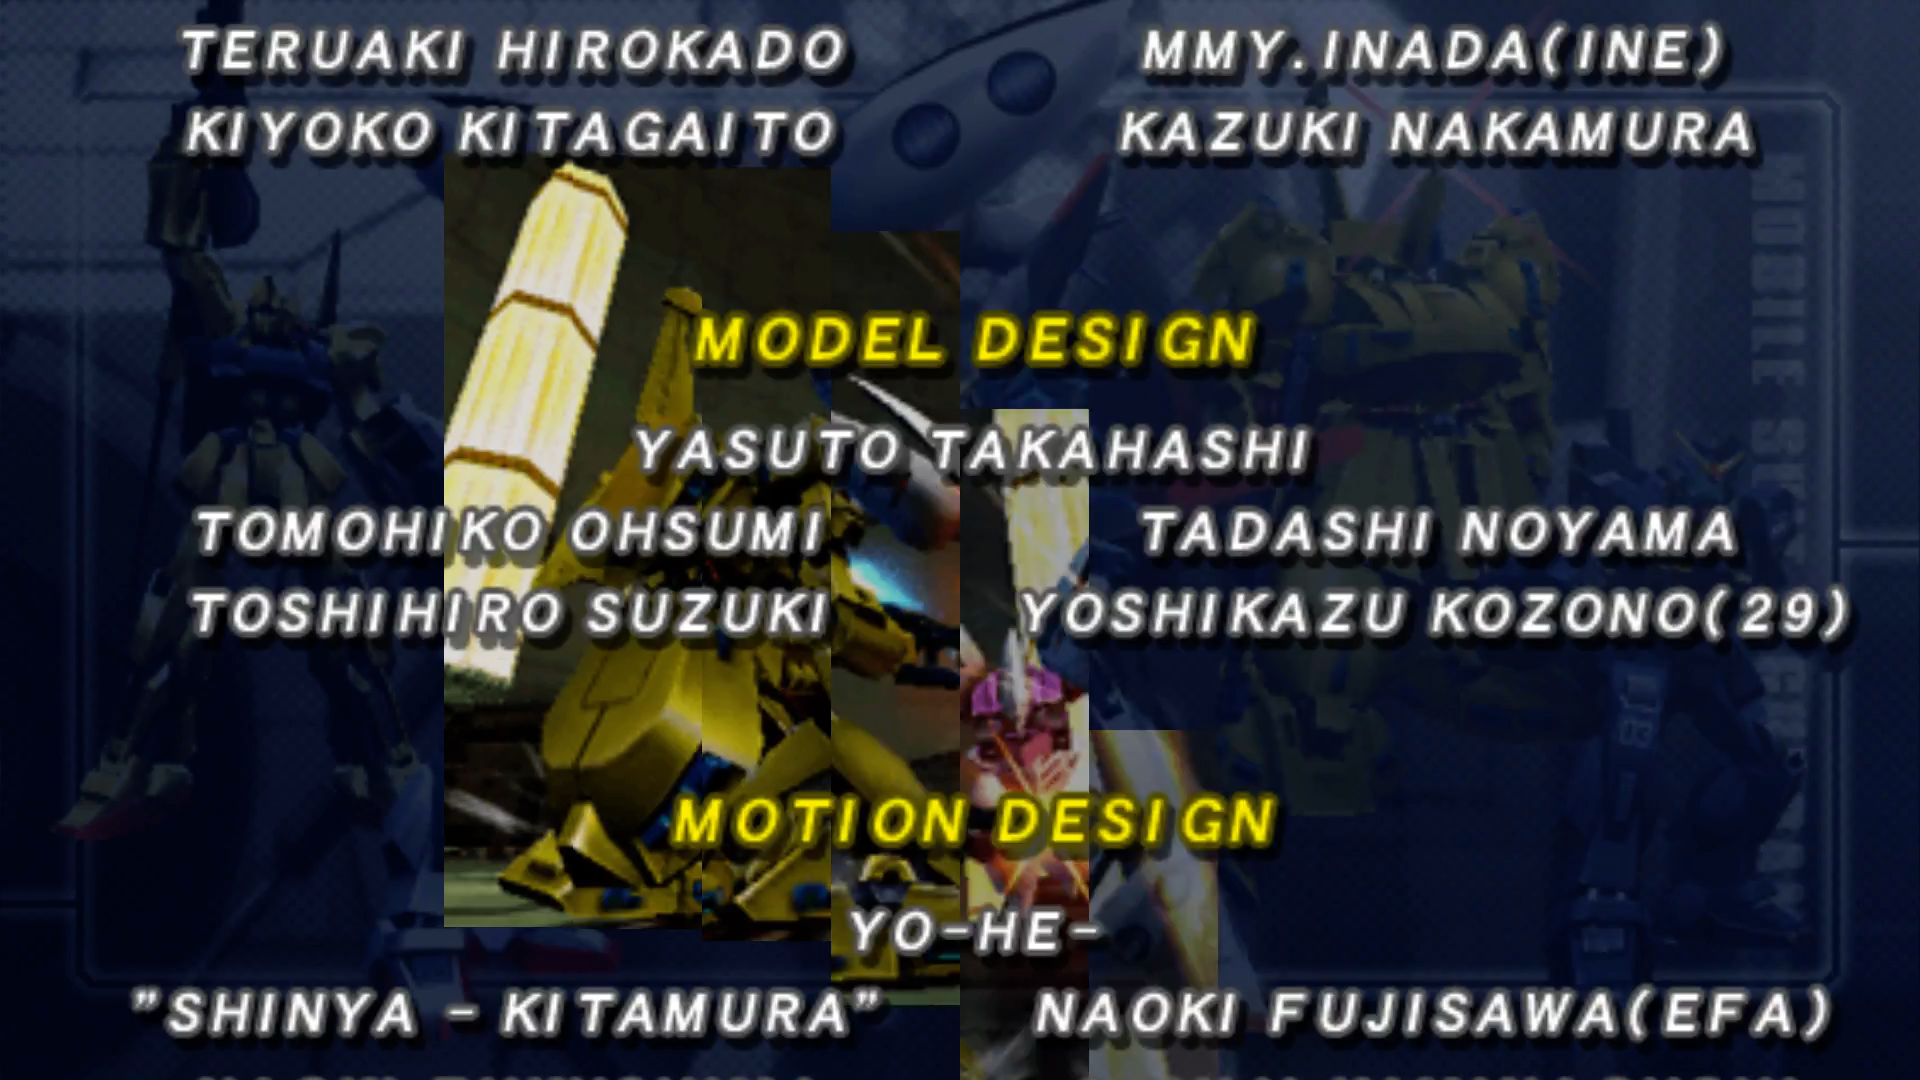 TERUAKI HIROKADO MMY.INADA(INE)
KIYOKO KITAGAITO KAZUKI NAKAMURA
MODEL DESIGN
YASUTO TAKAHASHI
TOMOHIKO OHSUMI TADASHI NOYAMA
TOSHIHIRO SUZUKI YOSHIKAZU KOZONO(29)
MOTION DESIGN
YO-HE-
"SHINYA - KITAMURA" NAOKI FUJISAWA(EFA)